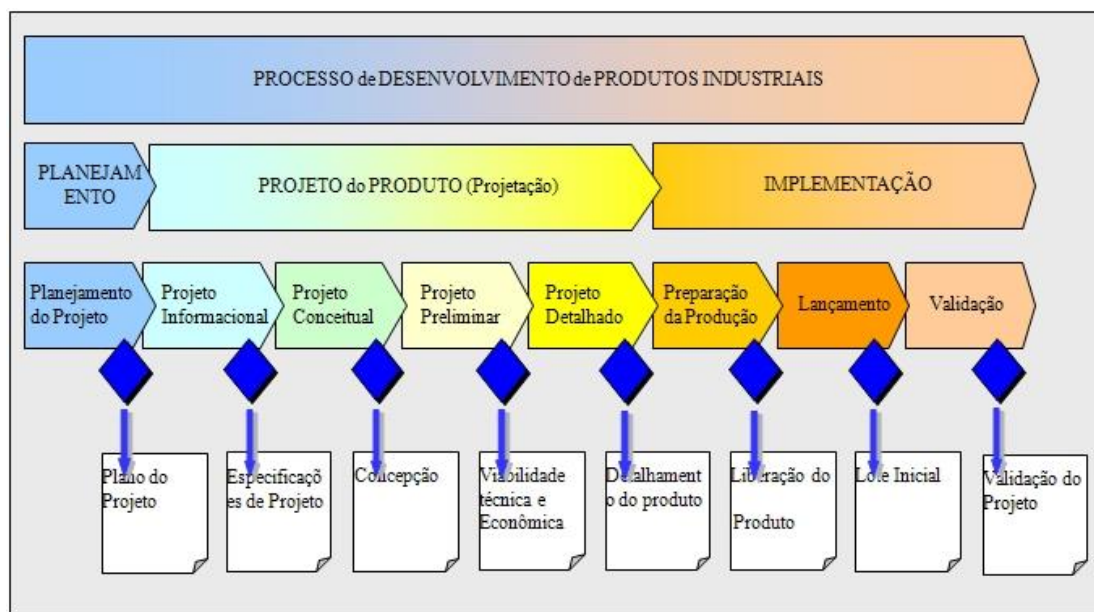 PROCESSO de DESENVOLVIMENTO de PRODUTOS INDUSTRIAIS
PLANEJAM
ENTO
PROJETO do PRODUTO (Projetação)
IMPLEMENTAÇÃO
Planejamento
do Projeto
Projeto
Informacional
Projeto
Conceitual
Projeto
Preliminar
Projeto
Detalhado
Preparação
da Produção
Lançamento
Validação
Plano do
Projeto
Especificaçõ
es de Projeto
Concepção
Viabilidade
técnica e
Econômica
Detalhament
o do produto
Liberação do
Produto
Lote Inicial
Validação do
Projeto